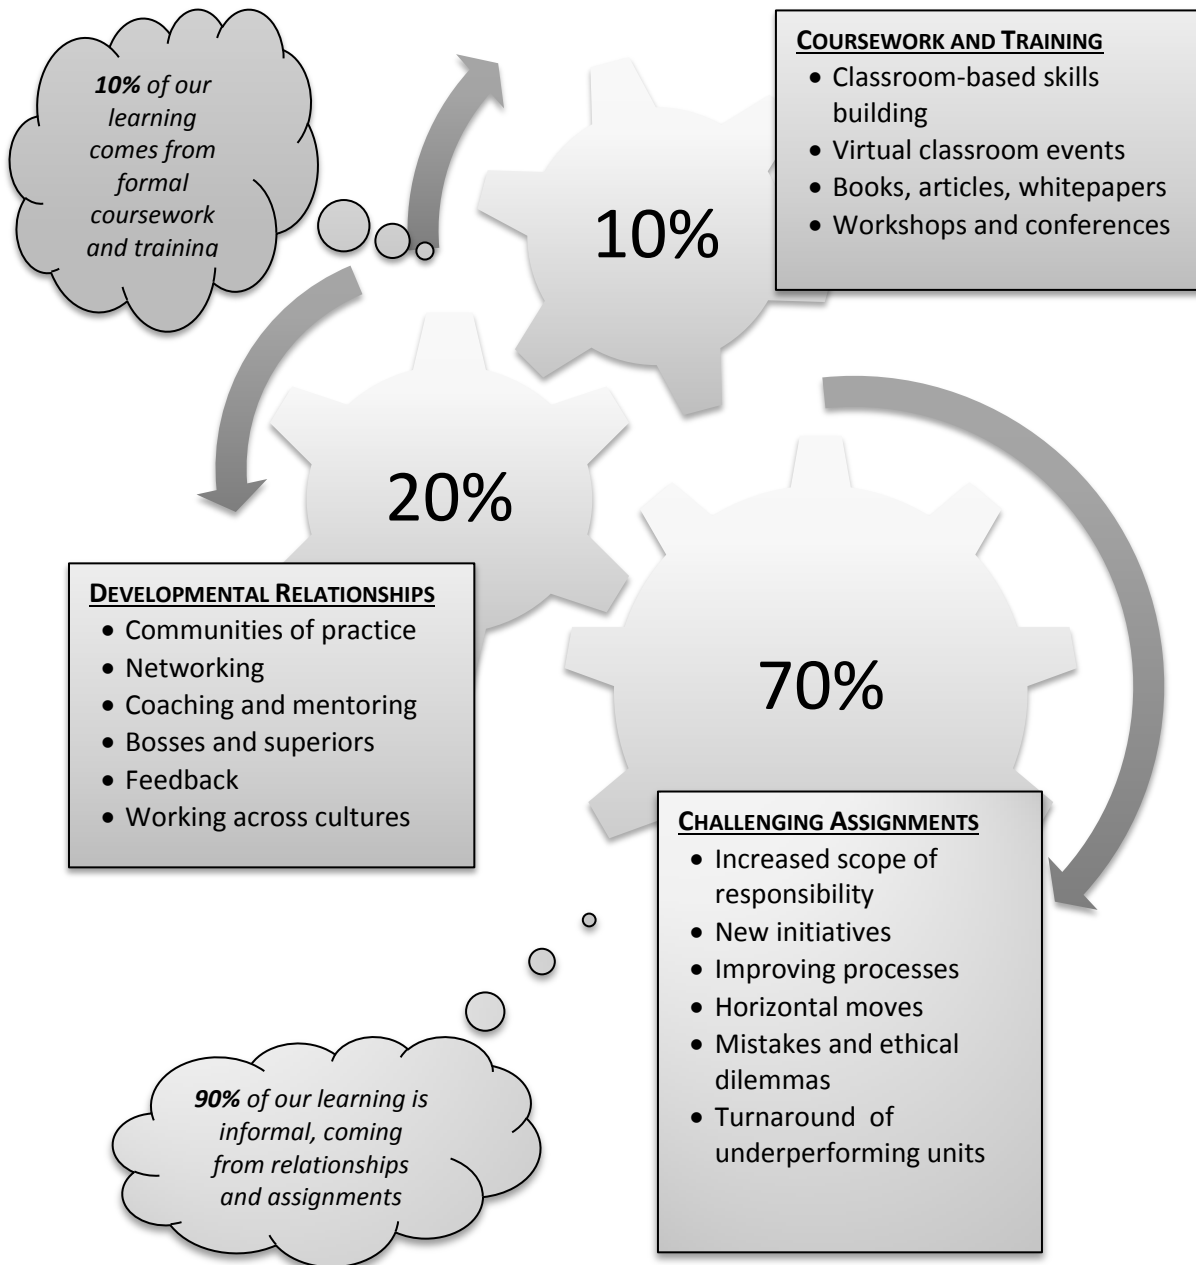 10% of our
learning
comes from
formal
coursework
and training
10%
COURSEWORK AND TRAINING
• Classroom-based skills
building
• Virtual classroom events
• Books, articles, whitepapers
• Workshops and conferences
20%
DEVELOPMENTAL RELATIONSHIPS
• Communities of practice
• Networking
• Coaching and mentoring
• Bosses and superiors
• Feedback
• Working across cultures
70%
CHALLENGING ASSIGNMENTS
• Increased scope of
responsibility
• New initiatives
• Improving processes
• Horizontal moves
• Mistakes and ethical
dilemmas
• Turnaround of
underperforming units
90% of our learning is
informal, coming
from relationships
and assignments